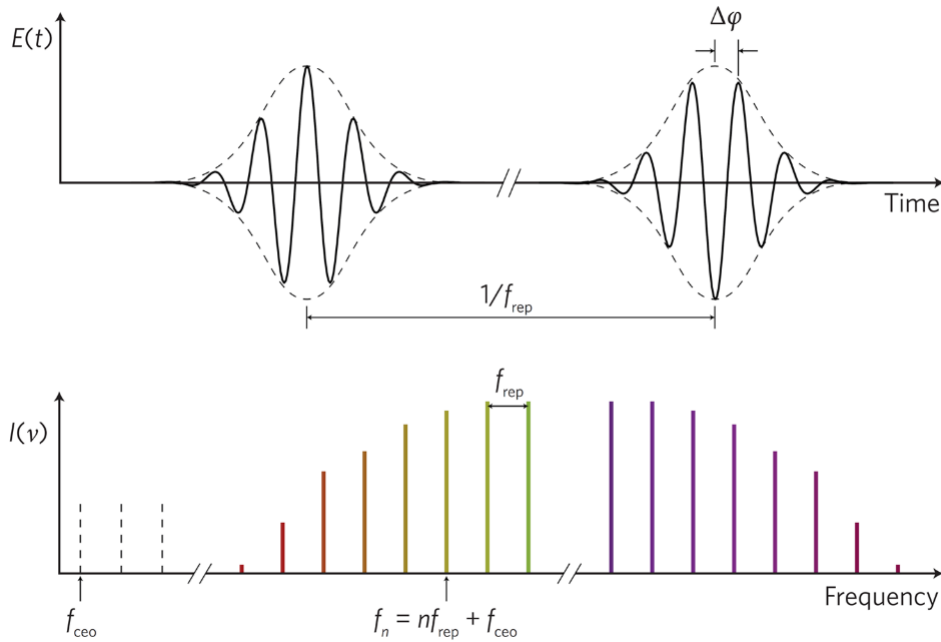 E(t)
Δφ
Time
1/f_rep
I(ν)
f_rep
Frequency
f_ceo
f_n = nf_rep + f_ceo